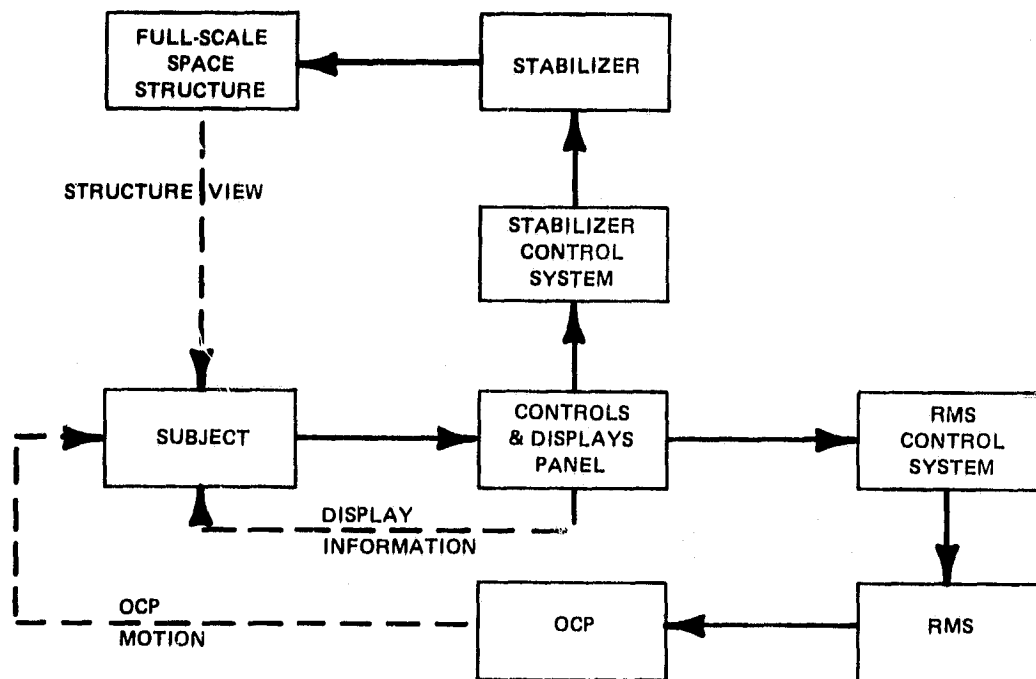 FULL-SCALE
SPACE
STRUCTURE
STABILIZER
STRUCTURE VIEW
STABILIZER
CONTROL
SYSTEM
SUBJECT
CONTROLS
& DISPLAYS
PANEL
RMS
CONTROL
SYSTEM
DISPLAY
INFORMATION
OCP
MOTION
OCP
RMS